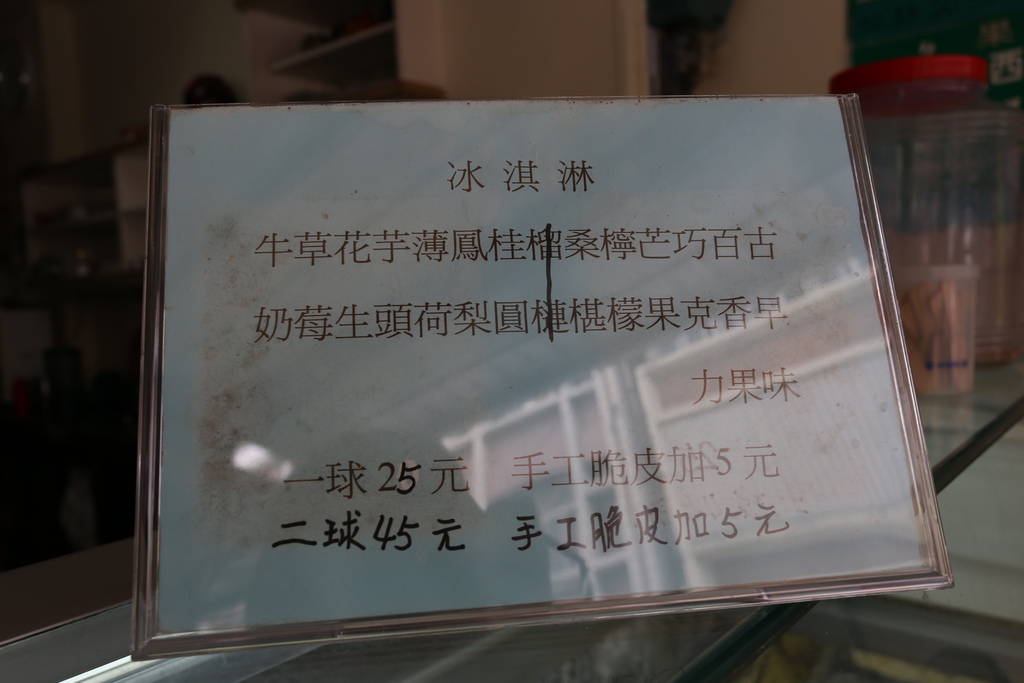 冰淇淋
牛奶
草莓
花生
芋頭
薄荷
鳳梨
桂圓
榴槤
桑椹
檸檬
芒果
巧克力
百香果
古早味
一球25元 手工脆皮加5元
二球45元 手工脆皮加5元
西